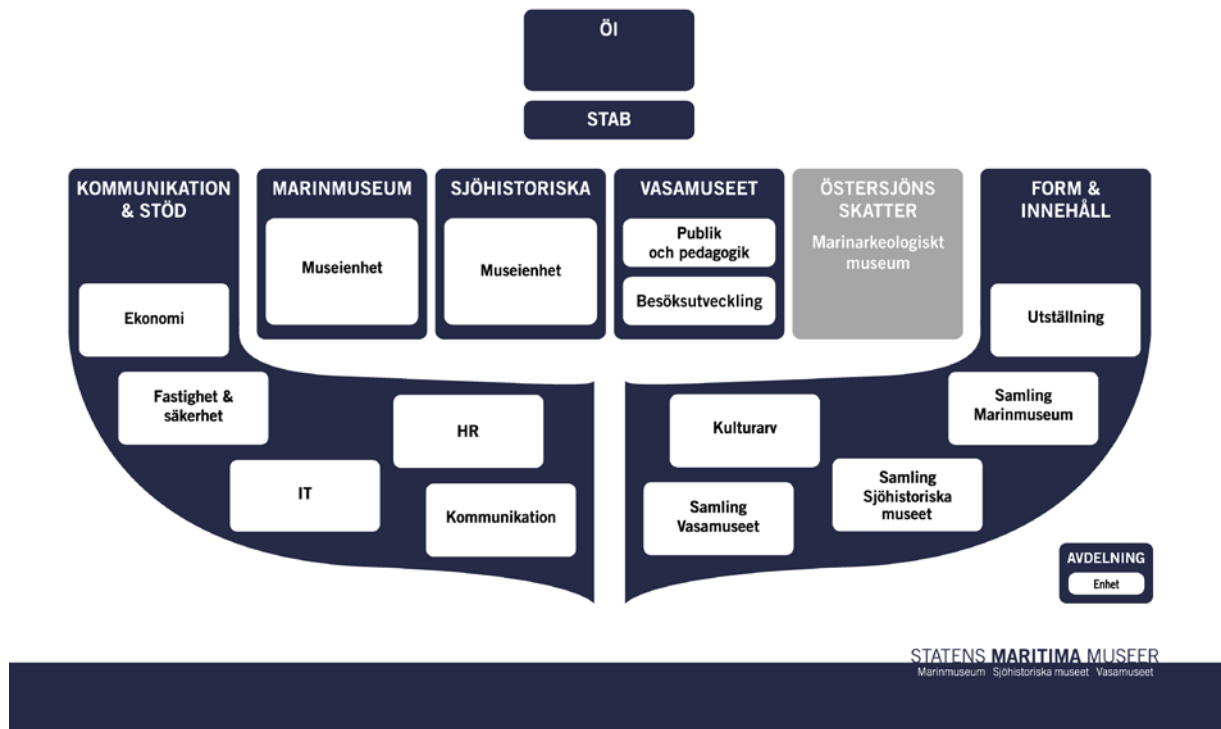 ÖI
STAB
KOMMUNIKATION
& STÖD
Ekonomi
Fastighet &
säkerhet
IT
HR
Kommunikation
MARINMUSEUM
Museienhet
SJÖHISTORISKA
Museienhet
VASAMUSEET
Publik
och pedagogik
Besöksutveckling
ÖSTERSJÖNS
SKATTER
Marinarkeologiskt
museum
FORM &
INNEHÅLL
Utställning
Samling
Marinmuseum
Samling
Sjöhistoriska
museet
Kulturarv
Samling
Vasamuseet
AVDELNING
Enhet
STATENS MARITIMA MUSEER
Marinmuseum Sjöhistoriska museet Vasamuseet